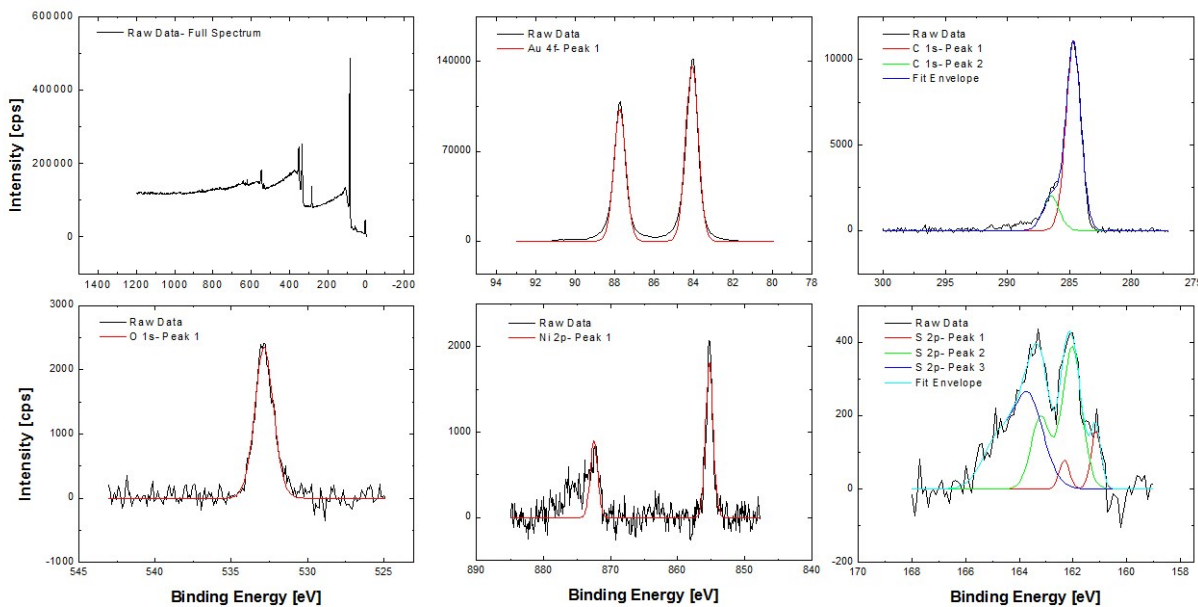 Intensity [cps]
600000
400000
200000
0
1400 1200 1000 800 600 400 200 0 -200
Raw Data- Full Spectrum
140000
70000
0
94 92 90 88 86 84 82 80 78
Raw Data
Au 4f- Peak 1
10000
5000
0
300 295 290 285 280 275
Raw Data
C 1s- Peak 1
C 1s- Peak 2
Fit Envelope
Intensity [cps]
3000
2000
1000
0
-1000
545 540 535 530 525
Raw Data
O 1s- Peak 1
Binding Energy [eV]
2000
1000
0
890 880 870 860 850 840
Raw Data
Ni 2p- Peak 1
Binding Energy [eV]
400
200
0
-200
170 168 166 164 162 160 158
Raw Data
S 2p- Peak 1
S 2p- Peak 2
S 2p- Peak 3
Fit Envelope
Binding Energy [eV]